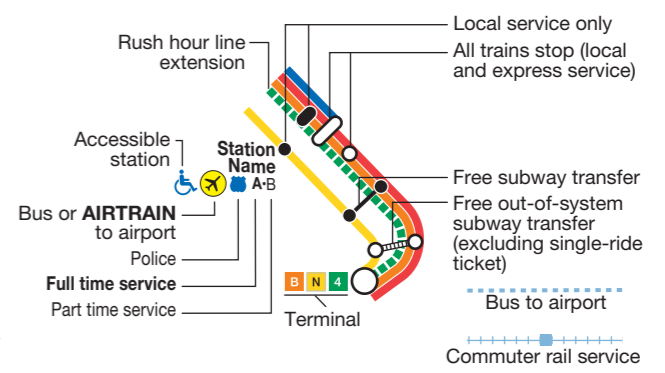 Local service only
Rush hour line
extension
All trains stop (local
and express service)
Accessible
station
Station
Name
A•B
Free subway transfer
Free out-of-system
subway transfer
(excluding single-ride
ticket)
Bus or AIRTRAIN
to airport
Police
Full time service
Part time service
B N 4
Terminal
Bus to airport
Commuter rail service